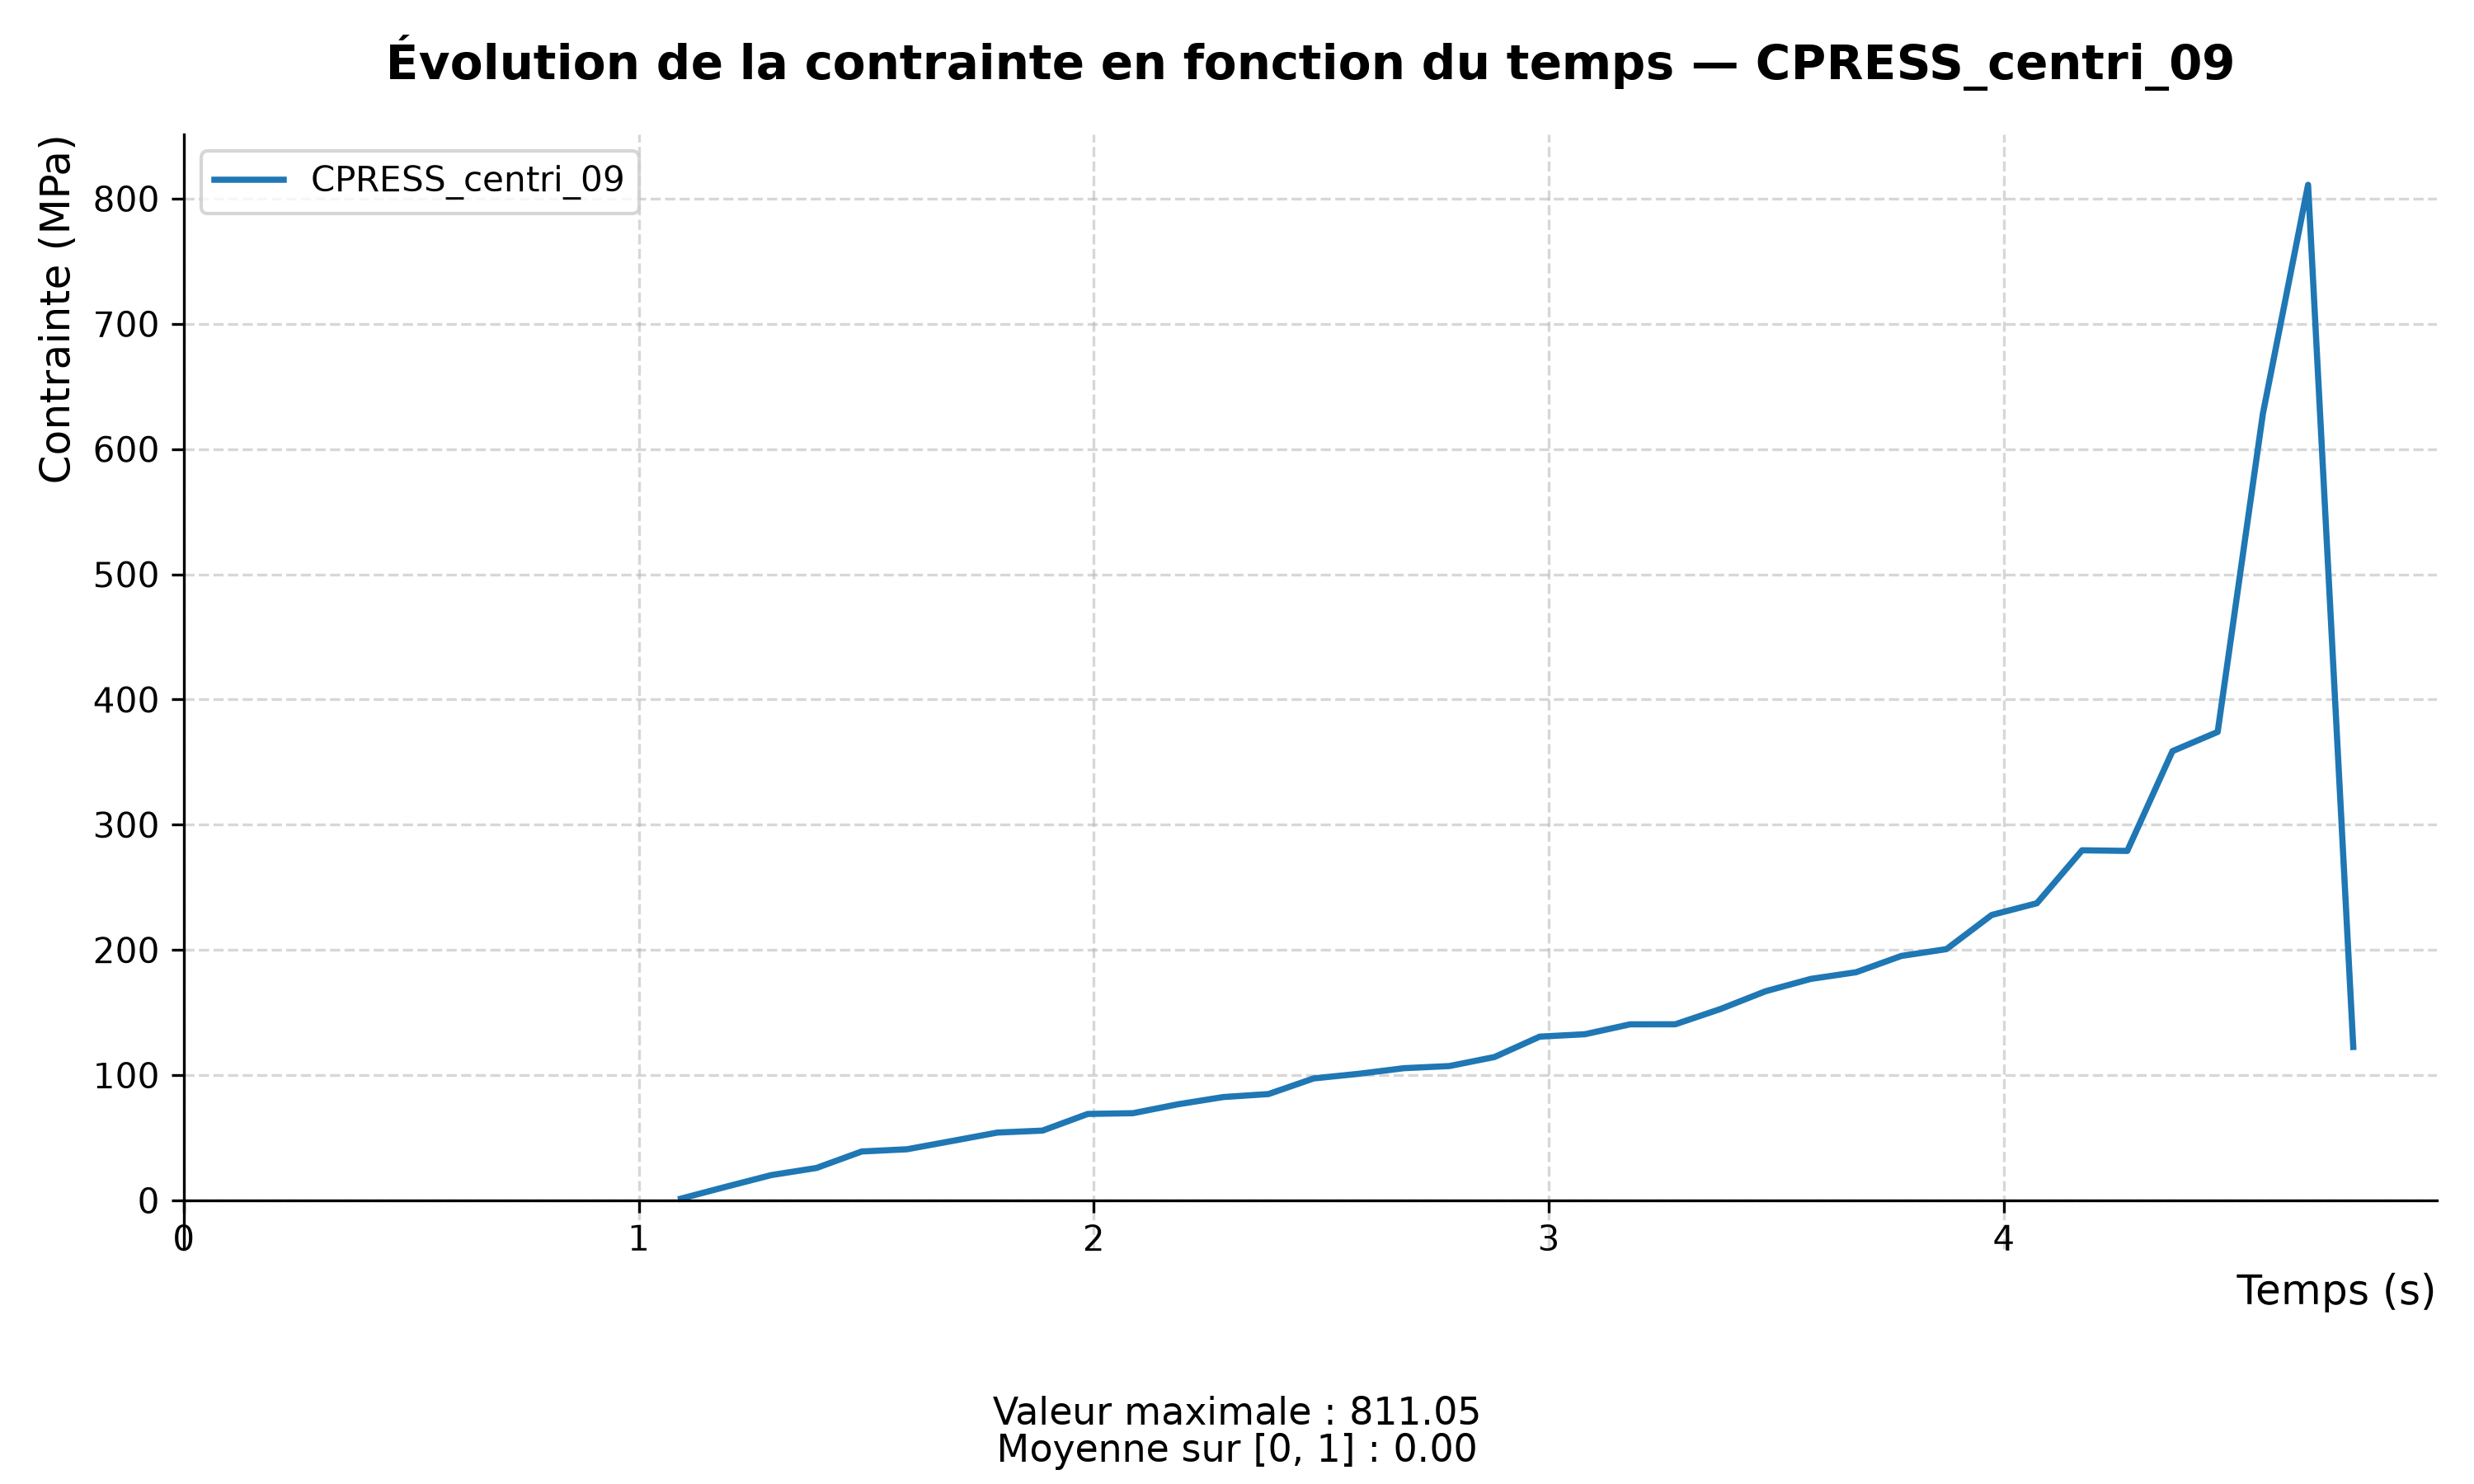 Évolution de la contrainte en fonction du temps — CPRESS_centri_09
Contrainte (MPa)
CPRESS_centri_09
800
700
600
500
400
300
200
100
0
0 1 2 3 4
Temps (s)
Valeur maximale : 811.05
Moyenne sur [0, 1] : 0.00